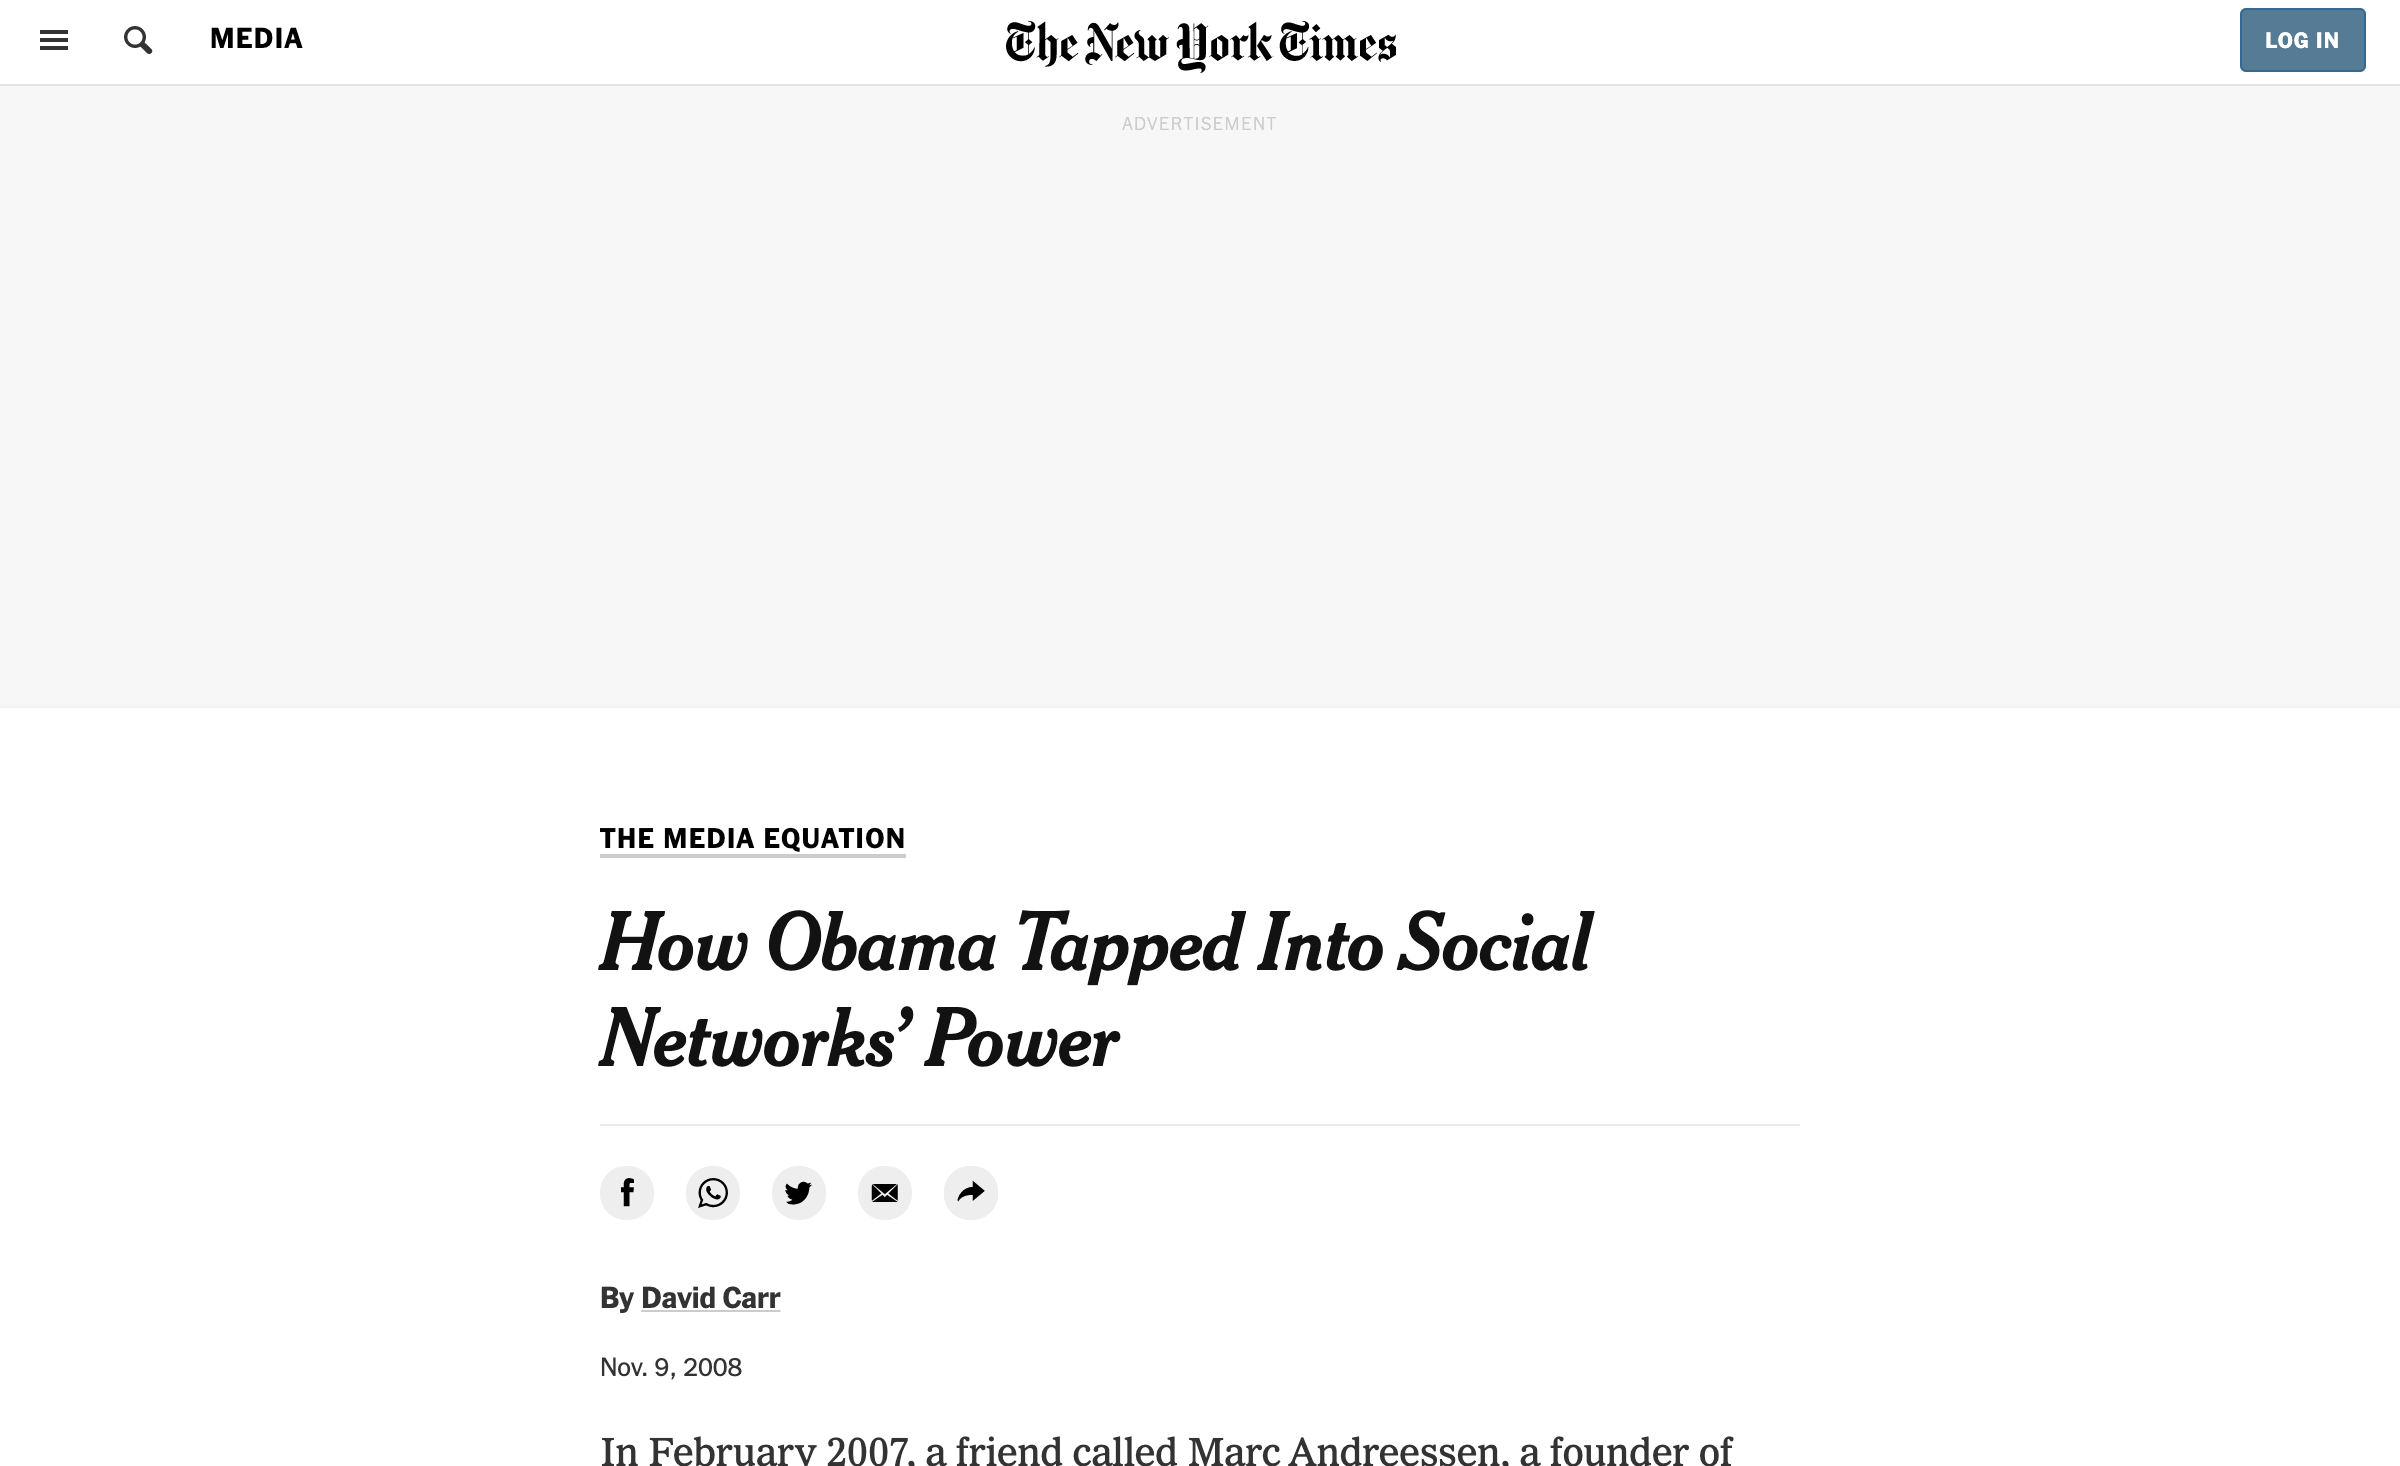 MEDIA
The New York Times
LOG IN
ADVERTISEMENT
THE MEDIA EQUATION
How Obama Tapped Into Social
Networks’ Power
By David Carr
Nov. 9, 2008
In February 2007, a friend called Marc Andreessen, a founder of